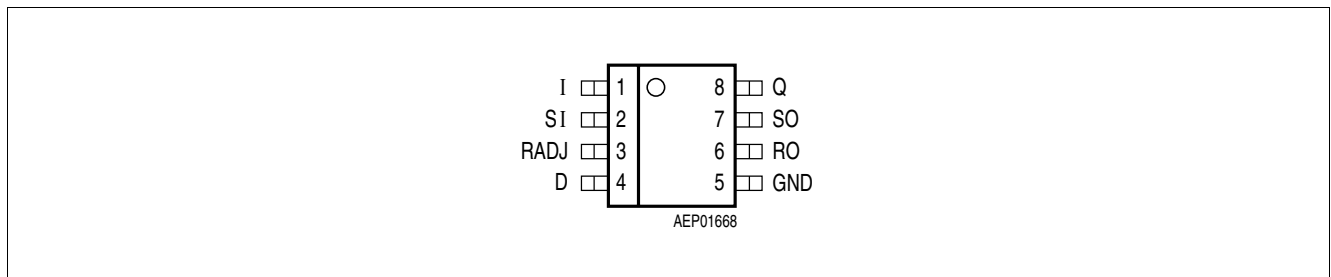 I 1 8 Q
SI 2 7 SO
RADJ 3 6 RO
D 4 5 GND
AEP01668